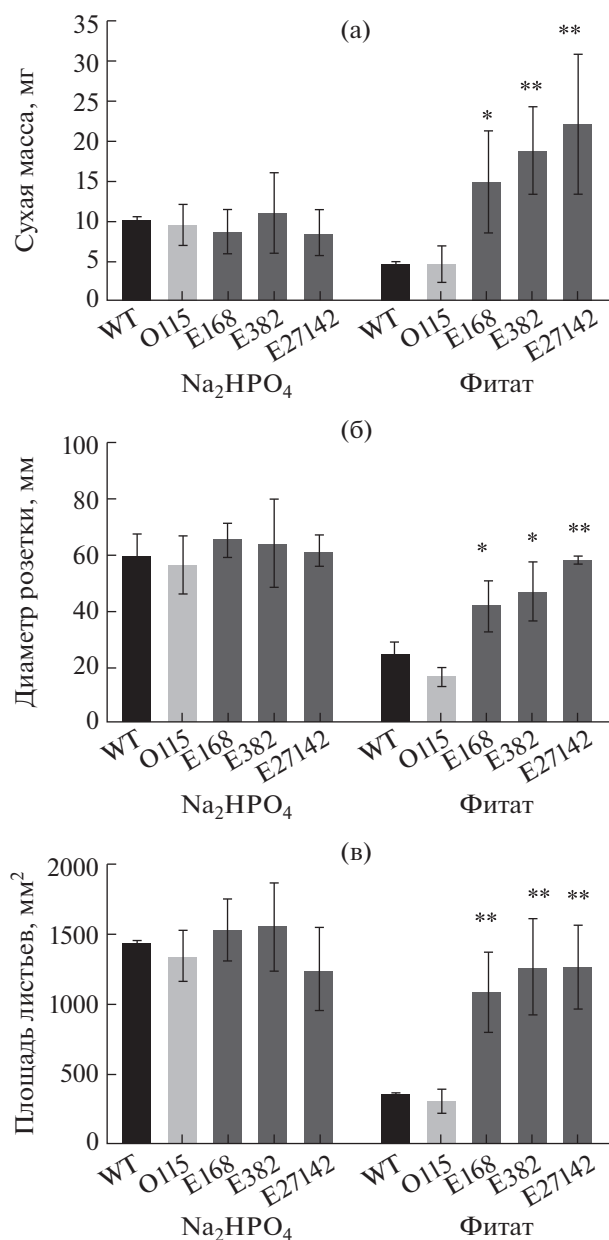 (а)
Сухая масса, мг
35
30
25
20
15
10
5
0
* ** **
WT O115 E168 E382 E27142 WT O115 E168 E382 E27142
Na₂HPO₄ Фитат
(б)
Диаметр розетки, мм
100
80
60
40
20
0
* * **
WT O115 E168 E382 E27142 WT O115 E168 E382 E27142
Na₂HPO₄ Фитат
(в)
Площадь листьев, мм²
2000
1500
1000
500
0
** ** **
WT O115 E168 E382 E27142 WT O115 E168 E382 E27142
Na₂HPO₄ Фитат